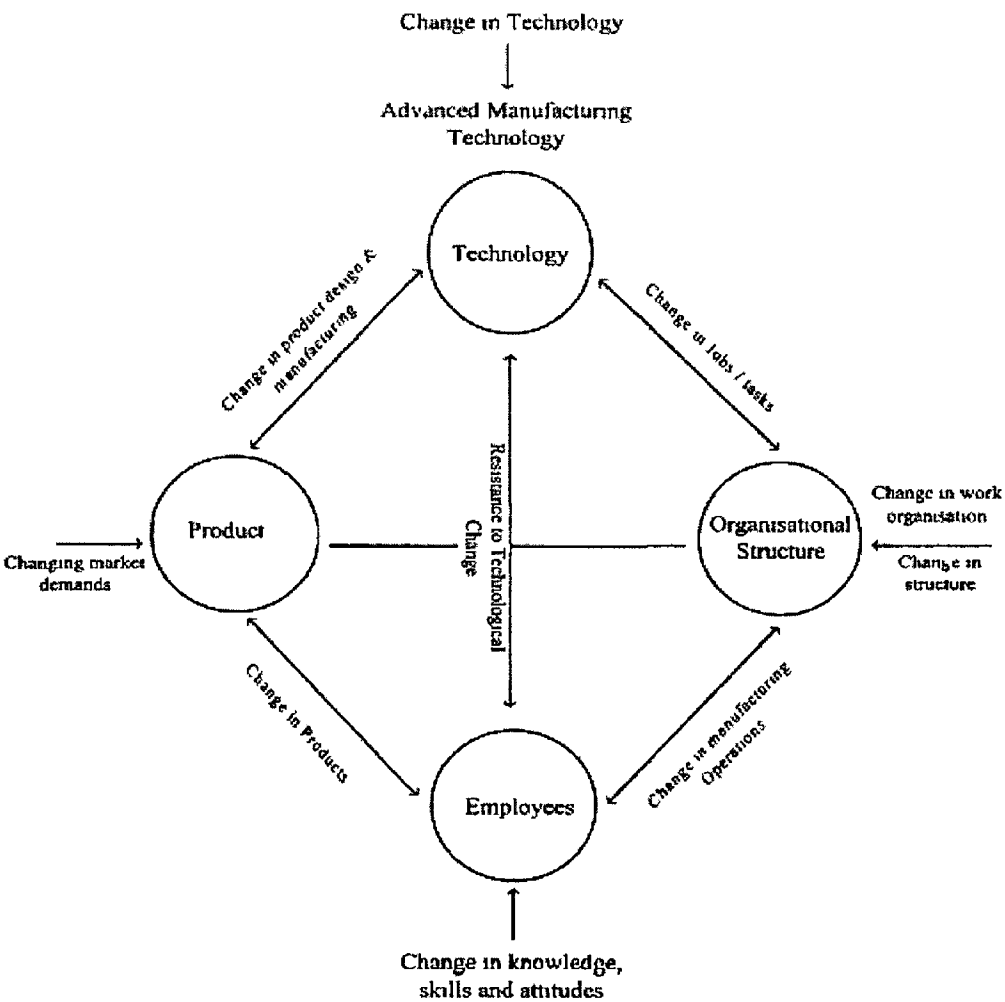 Change in Technology
Advanced Manufacturing
Technology
Technology
Change in product design &
manufacturing
Change in Jobs / tasks
Resistance to Technological
Change
Product
Organisational
Structure
Change in work
organisation
Change in
structure
Changing market
demands
Change in Products
Change in manufacturing
Operations
Employees
Change in knowledge,
skills and attitudes